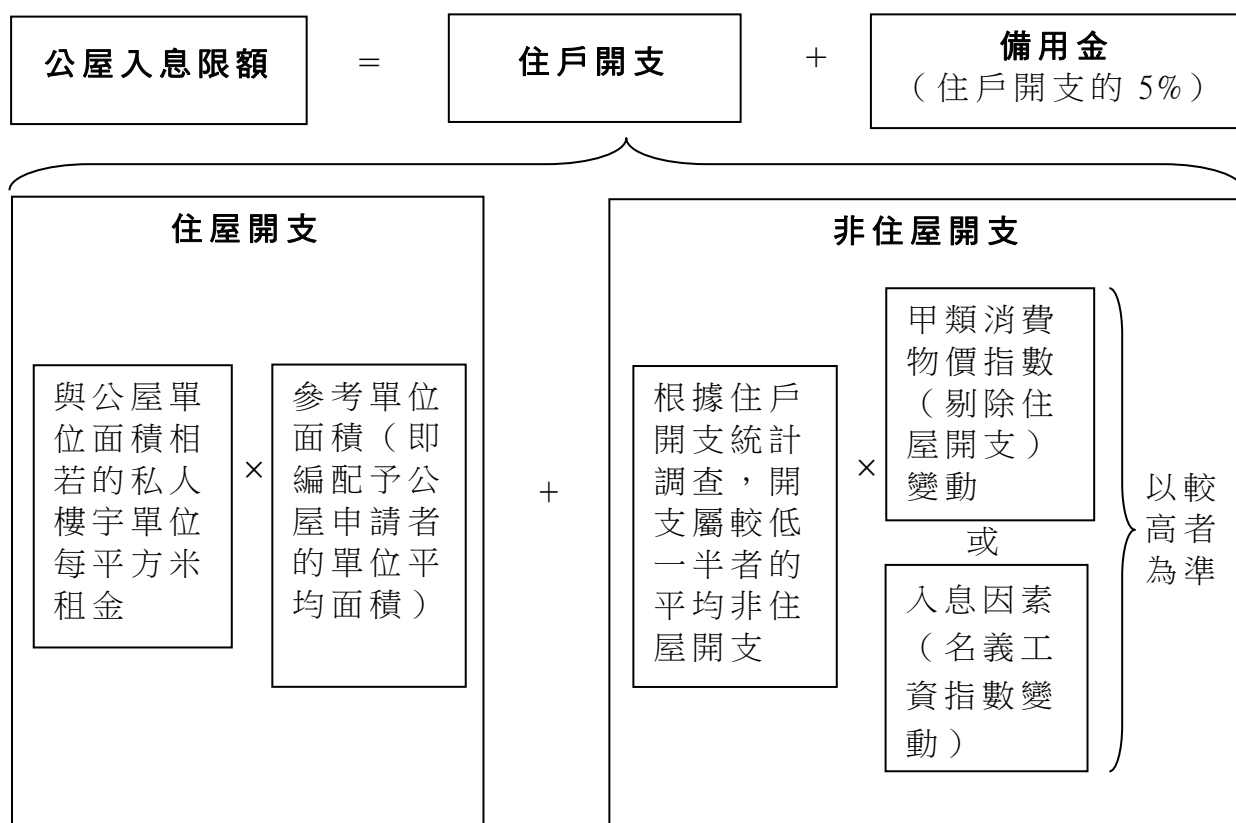 公屋入息限額 = 住戶開支 + 備用金
（住戶開支的 5%）
住屋開支
與公屋單
位面積相
若的私人
樓宇單位
每平方米
租金
×
參考單位
面積（即
編配予公
屋申請者
的單位平
均面積）
+
非住屋開支
根據住戶
開支統計
調查，開
支屬較低
一半者的
平均非住
屋開支
×
甲類消費
物價指數
（剔除住
屋開支）
變動
或
入息因素
（名義工
資指數變
動）
以較
高者
為準